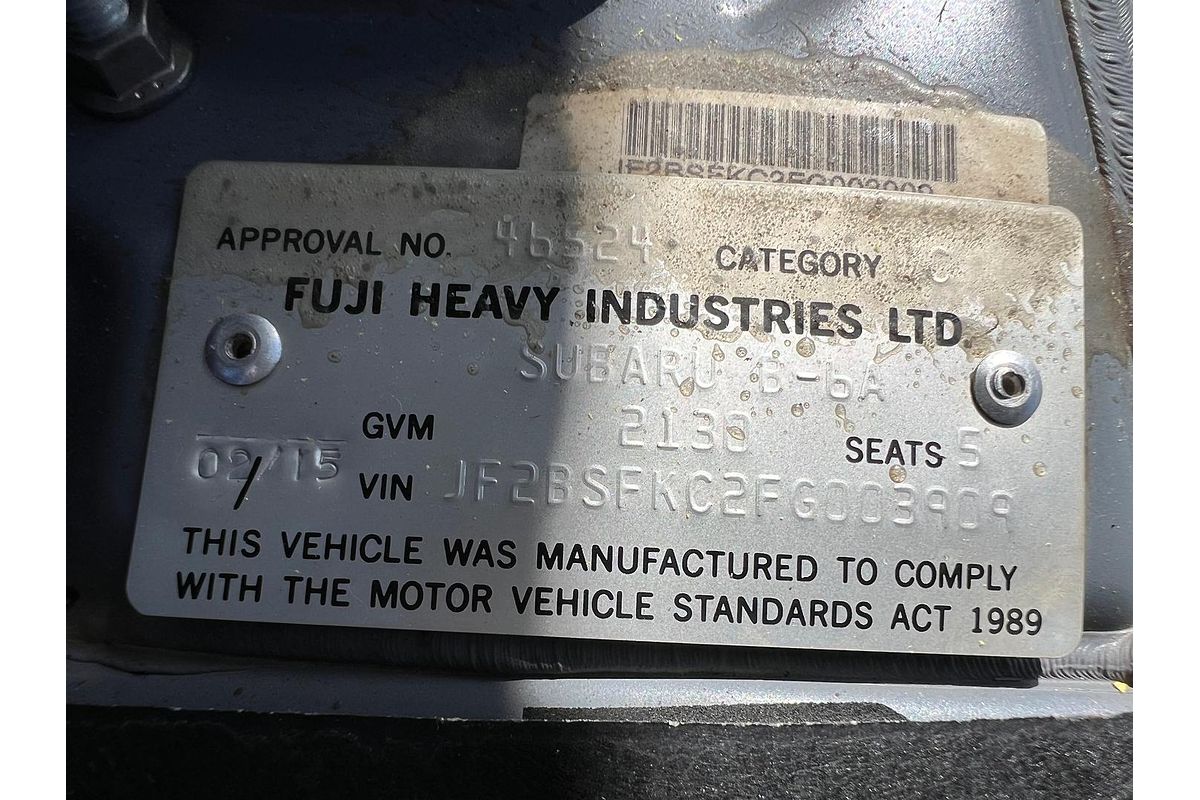 JF2BSFKC2FG003909
APPROVAL NO. 46524 CATEGORY C
FUJI HEAVY INDUSTRIES LTD.
SUBARU B-6A
GVM 2130 SEATS 5
02/15 VIN JF2BSFKC2FG003909
THIS VEHICLE WAS MANUFACTURED TO COMPLY
WITH THE MOTOR VEHICLE STANDARDS ACT 1989